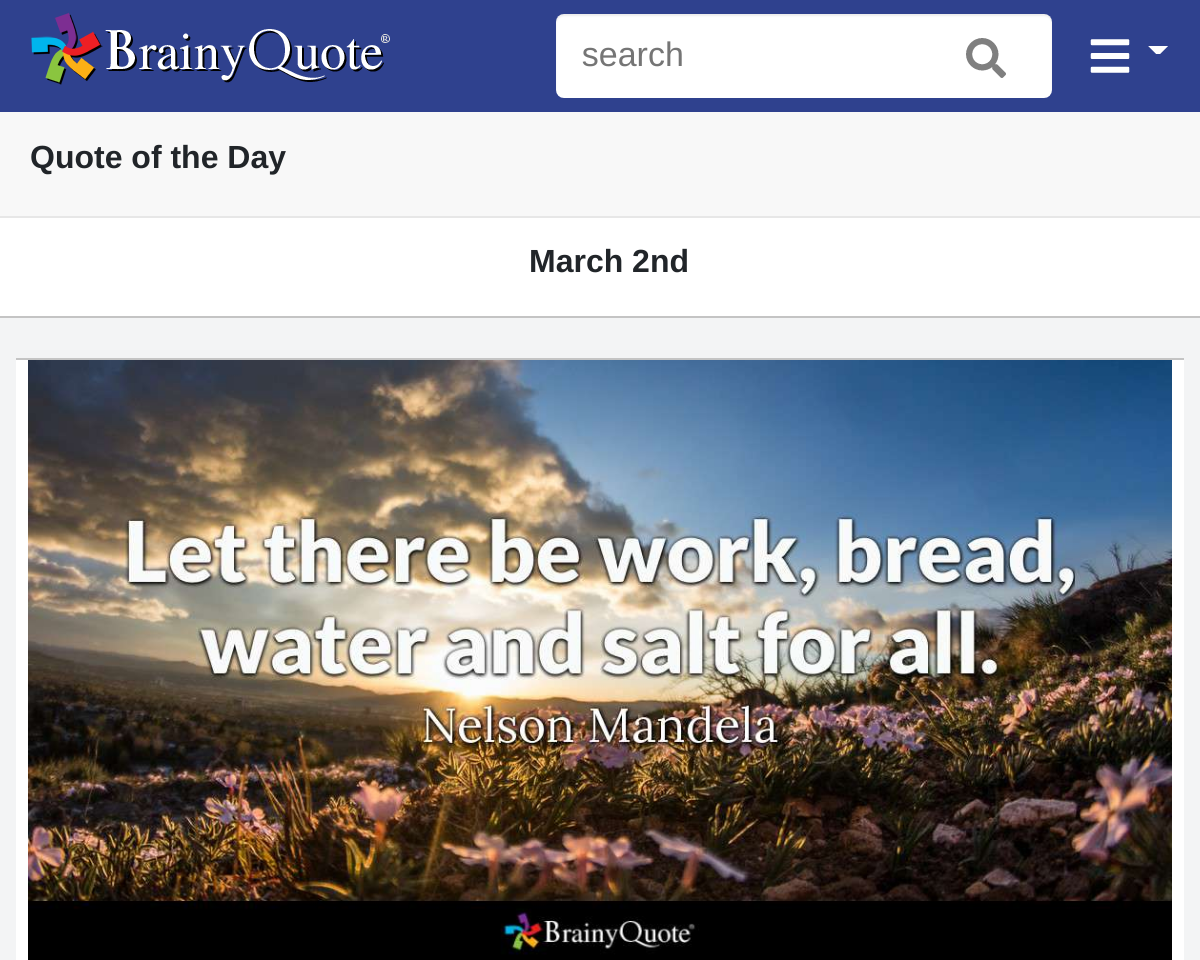 BrainyQuote®
search
Quote of the Day
March 2nd
Let there be work, bread,
water and salt for all.
Nelson Mandela
BrainyQuote®